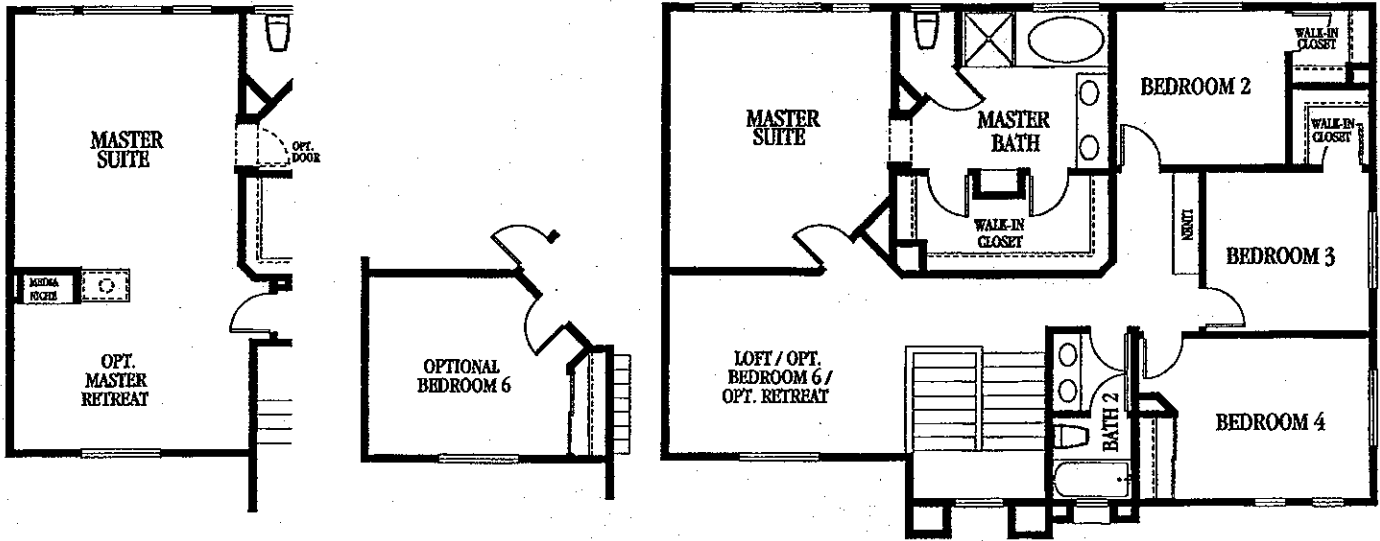 MASTER
SUITE
OPT.
DOOR
MEDIA
NICHE
OPT.
MASTER
RETREAT
OPTIONAL
BEDROOM 6
MASTER
SUITE
MASTER
BATH
WALK-IN
CLOSET
BEDROOM 2
WALK-IN
CLOSET
WALK-IN
CLOSET
LINEN
BEDROOM 3
LOFT / OPT.
BEDROOM 6 /
OPT. RETREAT
BATH 2
BEDROOM 4